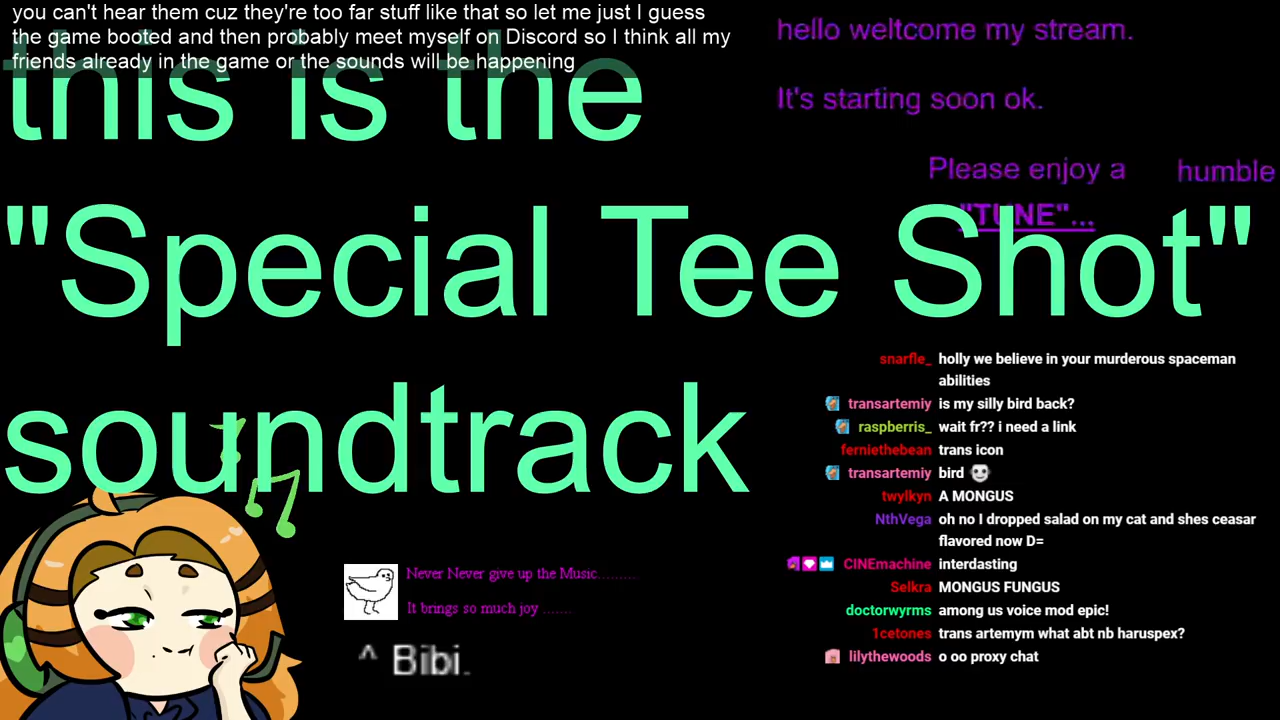 you can't hear them cuz they're too far stuff like that so let me just I guess
the game booted and then probably meet myself on Discord so I think all my
friends already in the game or the sounds will be happening
this is the
"Special Tee Shot"
soundtrack
hello weltcome my stream.
It's starting soon ok.
Please enjoy a humble
"TUNE"...
snarfle_ holly we believe in your murderous spaceman
abilities
transartemiy is my silly bird back?
raspberris_ wait fr?? i need a link
ferniethebean trans icon
transartemiy bird
twylkyn A MONGUS
NthVega oh no I dropped salad on my cat and shes ceasar
flavored now D=
CINEmachine interdasting
Selkra MONGUS FUNGUS
doctorwyrms among us voice mod epic!
1cetones trans artemym what abt nb haruspex?
lilythewoods o oo proxy chat
Never Never give up the Music..........
It brings so much joy .......
^ Bibi.